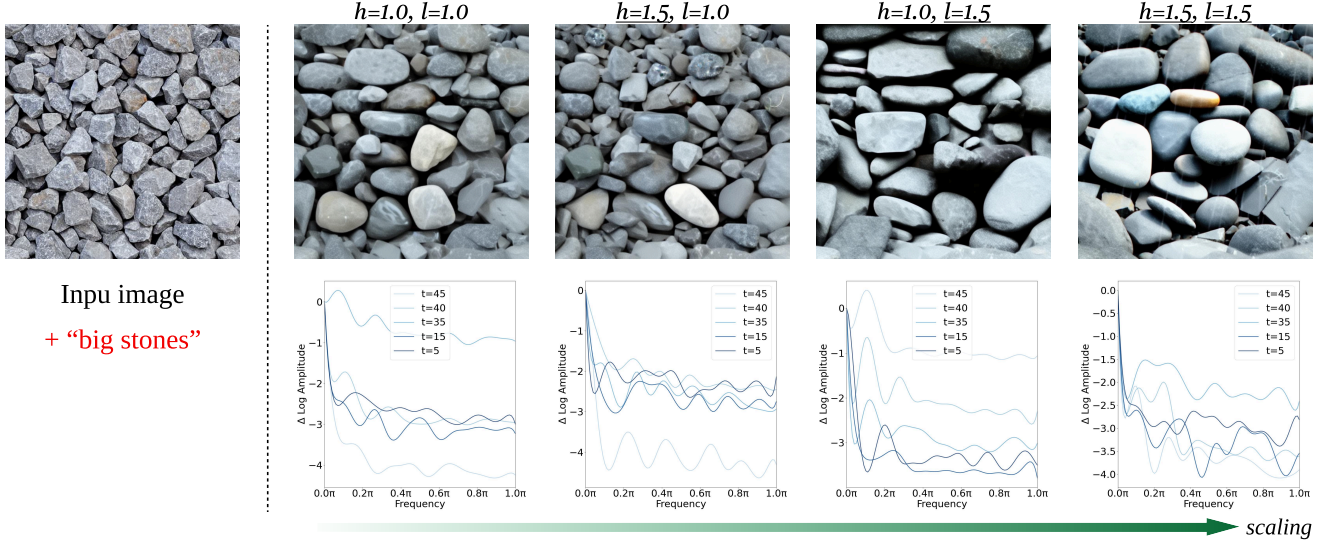 h=1.0, l=1.0
h=1.5, l=1.0
h=1.0, l=1.5
h=1.5, l=1.5
Inpu image
+ “big stones”
Δ Log Amplitude
0
−1
−2
−3
−4
t=45
t=40
t=35
t=15
t=5
0.0π 0.2π 0.4π 0.6π 0.8π 1.0π
Frequency
Δ Log Amplitude
0
−1
−2
−3
−4
t=45
t=40
t=35
t=15
t=5
0.0π 0.2π 0.4π 0.6π 0.8π 1.0π
Frequency
Δ Log Amplitude
0
−1
−2
−3
t=45
t=40
t=35
t=15
t=5
0.0π 0.2π 0.4π 0.6π 0.8π 1.0π
Frequency
Δ Log Amplitude
0.0
−0.5
−1.0
−1.5
−2.0
−2.5
−3.0
−3.5
−4.0
t=45
t=40
t=35
t=15
t=5
0.0π 0.2π 0.4π 0.6π 0.8π 1.0π
Frequency
scaling